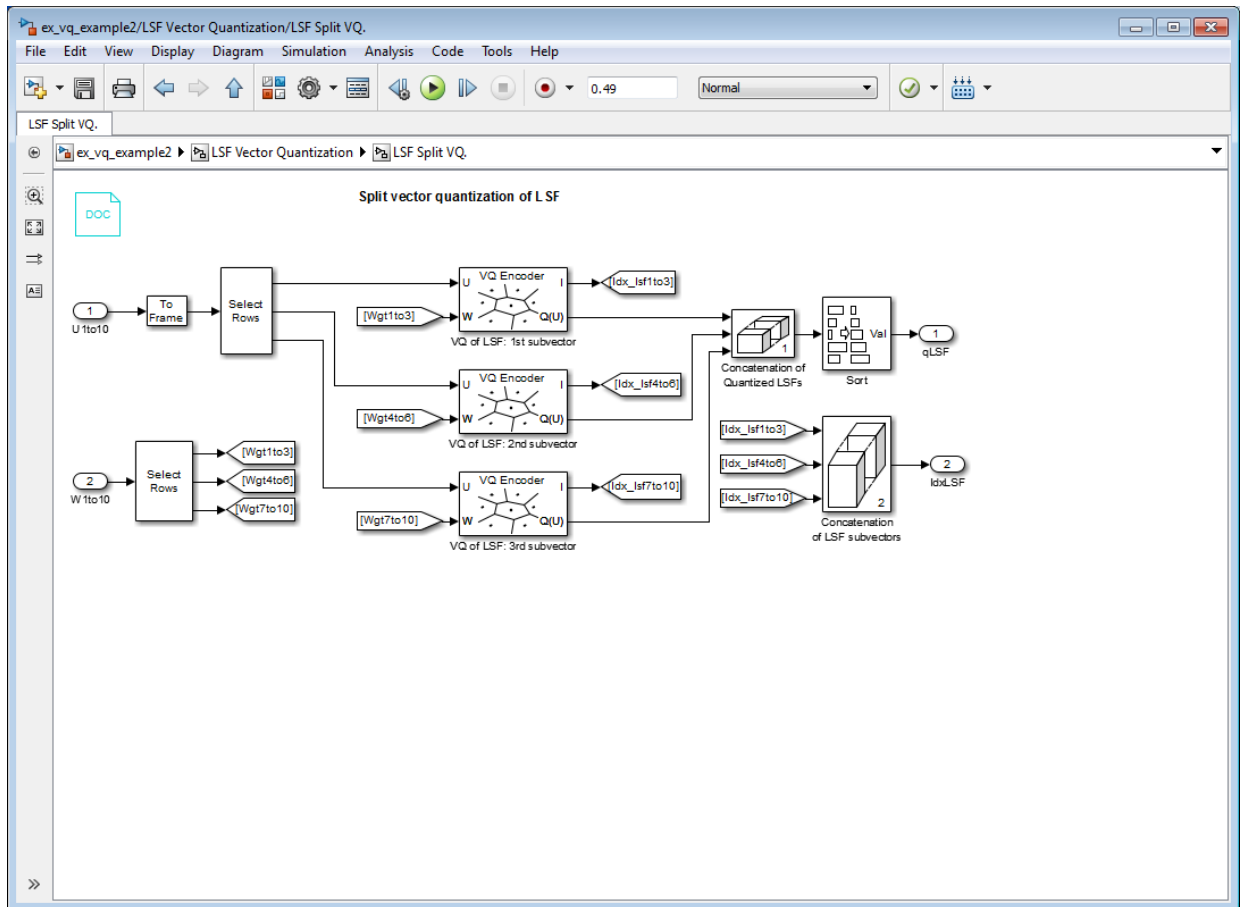 ex_vq_example2/LSF Vector Quantization/LSF Split VQ.
File Edit View Display Diagram Simulation Analysis Code Tools Help
0.49
Normal
LSF Split VQ.
ex_vq_example2 LSF Vector Quantization LSF Split VQ.
DOC
Split vector quantization of LSF
1
U1to10
To
Frame
Select
Rows
VQ Encoder
U
I
W
Q(U)
VQ of LSF: 1st subvector
[Wgt1to3]
[Idx_lsf1to3]
VQ Encoder
U
I
W
Q(U)
VQ of LSF: 2nd subvector
[Wgt4to6]
[Idx_lsf4to6]
1
Concatenation of
Quantized LSFs
Val
Sort
1
qLSF
2
W1to10
Select
Rows
[Wgt1to3]
[Wgt4to6]
[Wgt7to10]
VQ Encoder
U
I
W
Q(U)
VQ of LSF: 3rd subvector
[Wgt7to10]
[Idx_lsf7to10]
[Idx_lsf1to3]
[Idx_lsf4to6]
[Idx_lsf7to10]
2
Concatenation
of LSF subvectors
2
IdxLSF